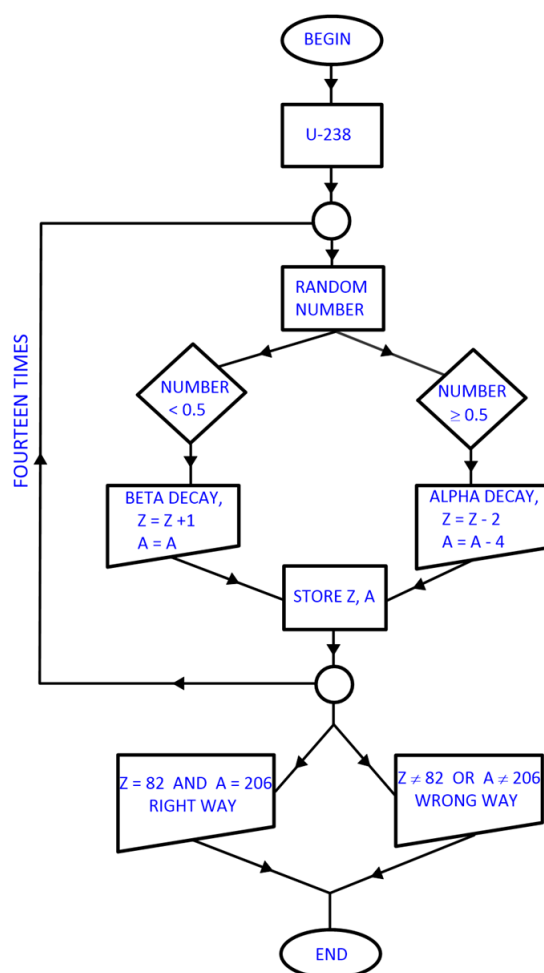 BEGIN
U-238
RANDOM
NUMBER
FOURTEEN TIMES
NUMBER
< 0.5
NUMBER
≥ 0.5
BETA DECAY,
Z = Z +1
A = A
ALPHA DECAY,
Z = Z - 2
A = A - 4
STORE Z, A
Z = 82 AND A = 206
RIGHT WAY
Z ≠ 82 OR A ≠ 206
WRONG WAY
END